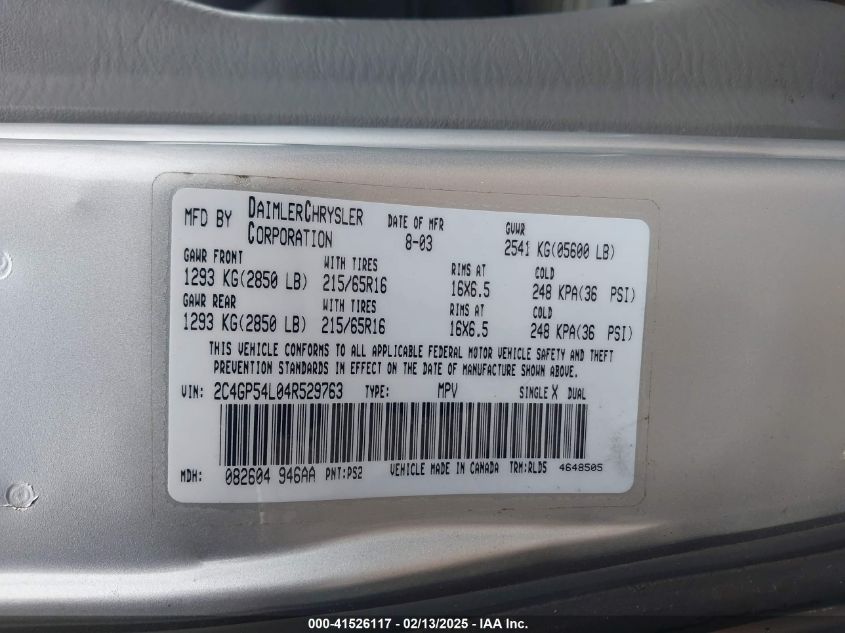 MFD BY DAIMLERCHRYSLER CORPORATION DATE OF MFR 8-03 GVWR 2541 KG(05600 LB)
GAWR FRONT WITH TIRES RIMS AT COLD
1293 KG(2850 LB) 215/65R16 16X6.5 248 KPA(36 PSI)
GAWR REAR WITH TIRES RIMS AT COLD
1293 KG(2850 LB) 215/65R16 16X6.5 248 KPA(36 PSI)
THIS VEHICLE CONFORMS TO ALL APPLICABLE FEDERAL MOTOR VEHICLE SAFETY AND THEFT
PREVENTION STANDARDS IN EFFECT ON THE DATE OF MANUFACTURE SHOWN ABOVE.
VIN: 2C4GP54L04R529763 TYPE: MPV SINGLE X DUAL
MDH: 082604 946AA PNT:PS2 VEHICLE MADE IN CANADA TRM:RLDS 4648505
000-41526117 - 02/13/2025 - IAA Inc.